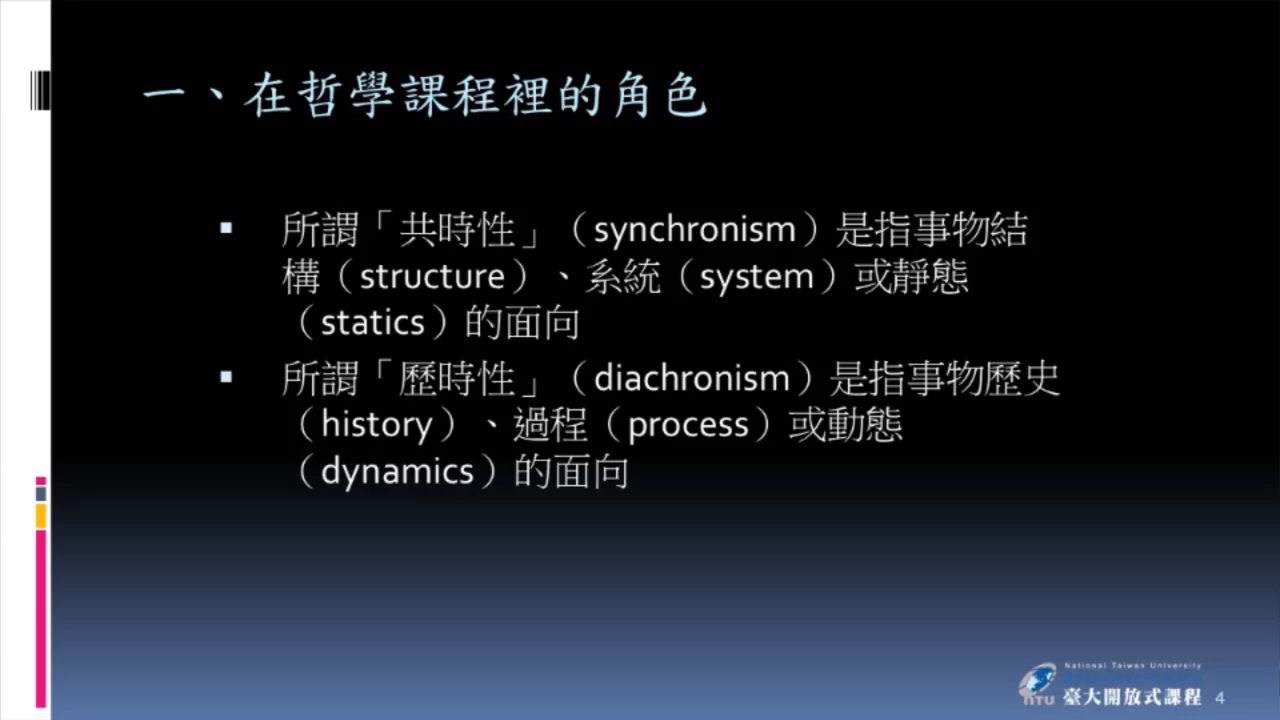 一、在哲學課程裡的角色
▪ 所謂「共時性」（synchronism）是指事物結
構（structure）、系統（system）或靜態
（statics）的面向
▪ 所謂「歷時性」（diachronism）是指事物歷史
（history）、過程（process）或動態
（dynamics）的面向
National Taiwan University
NTU 臺大開放式課程 4